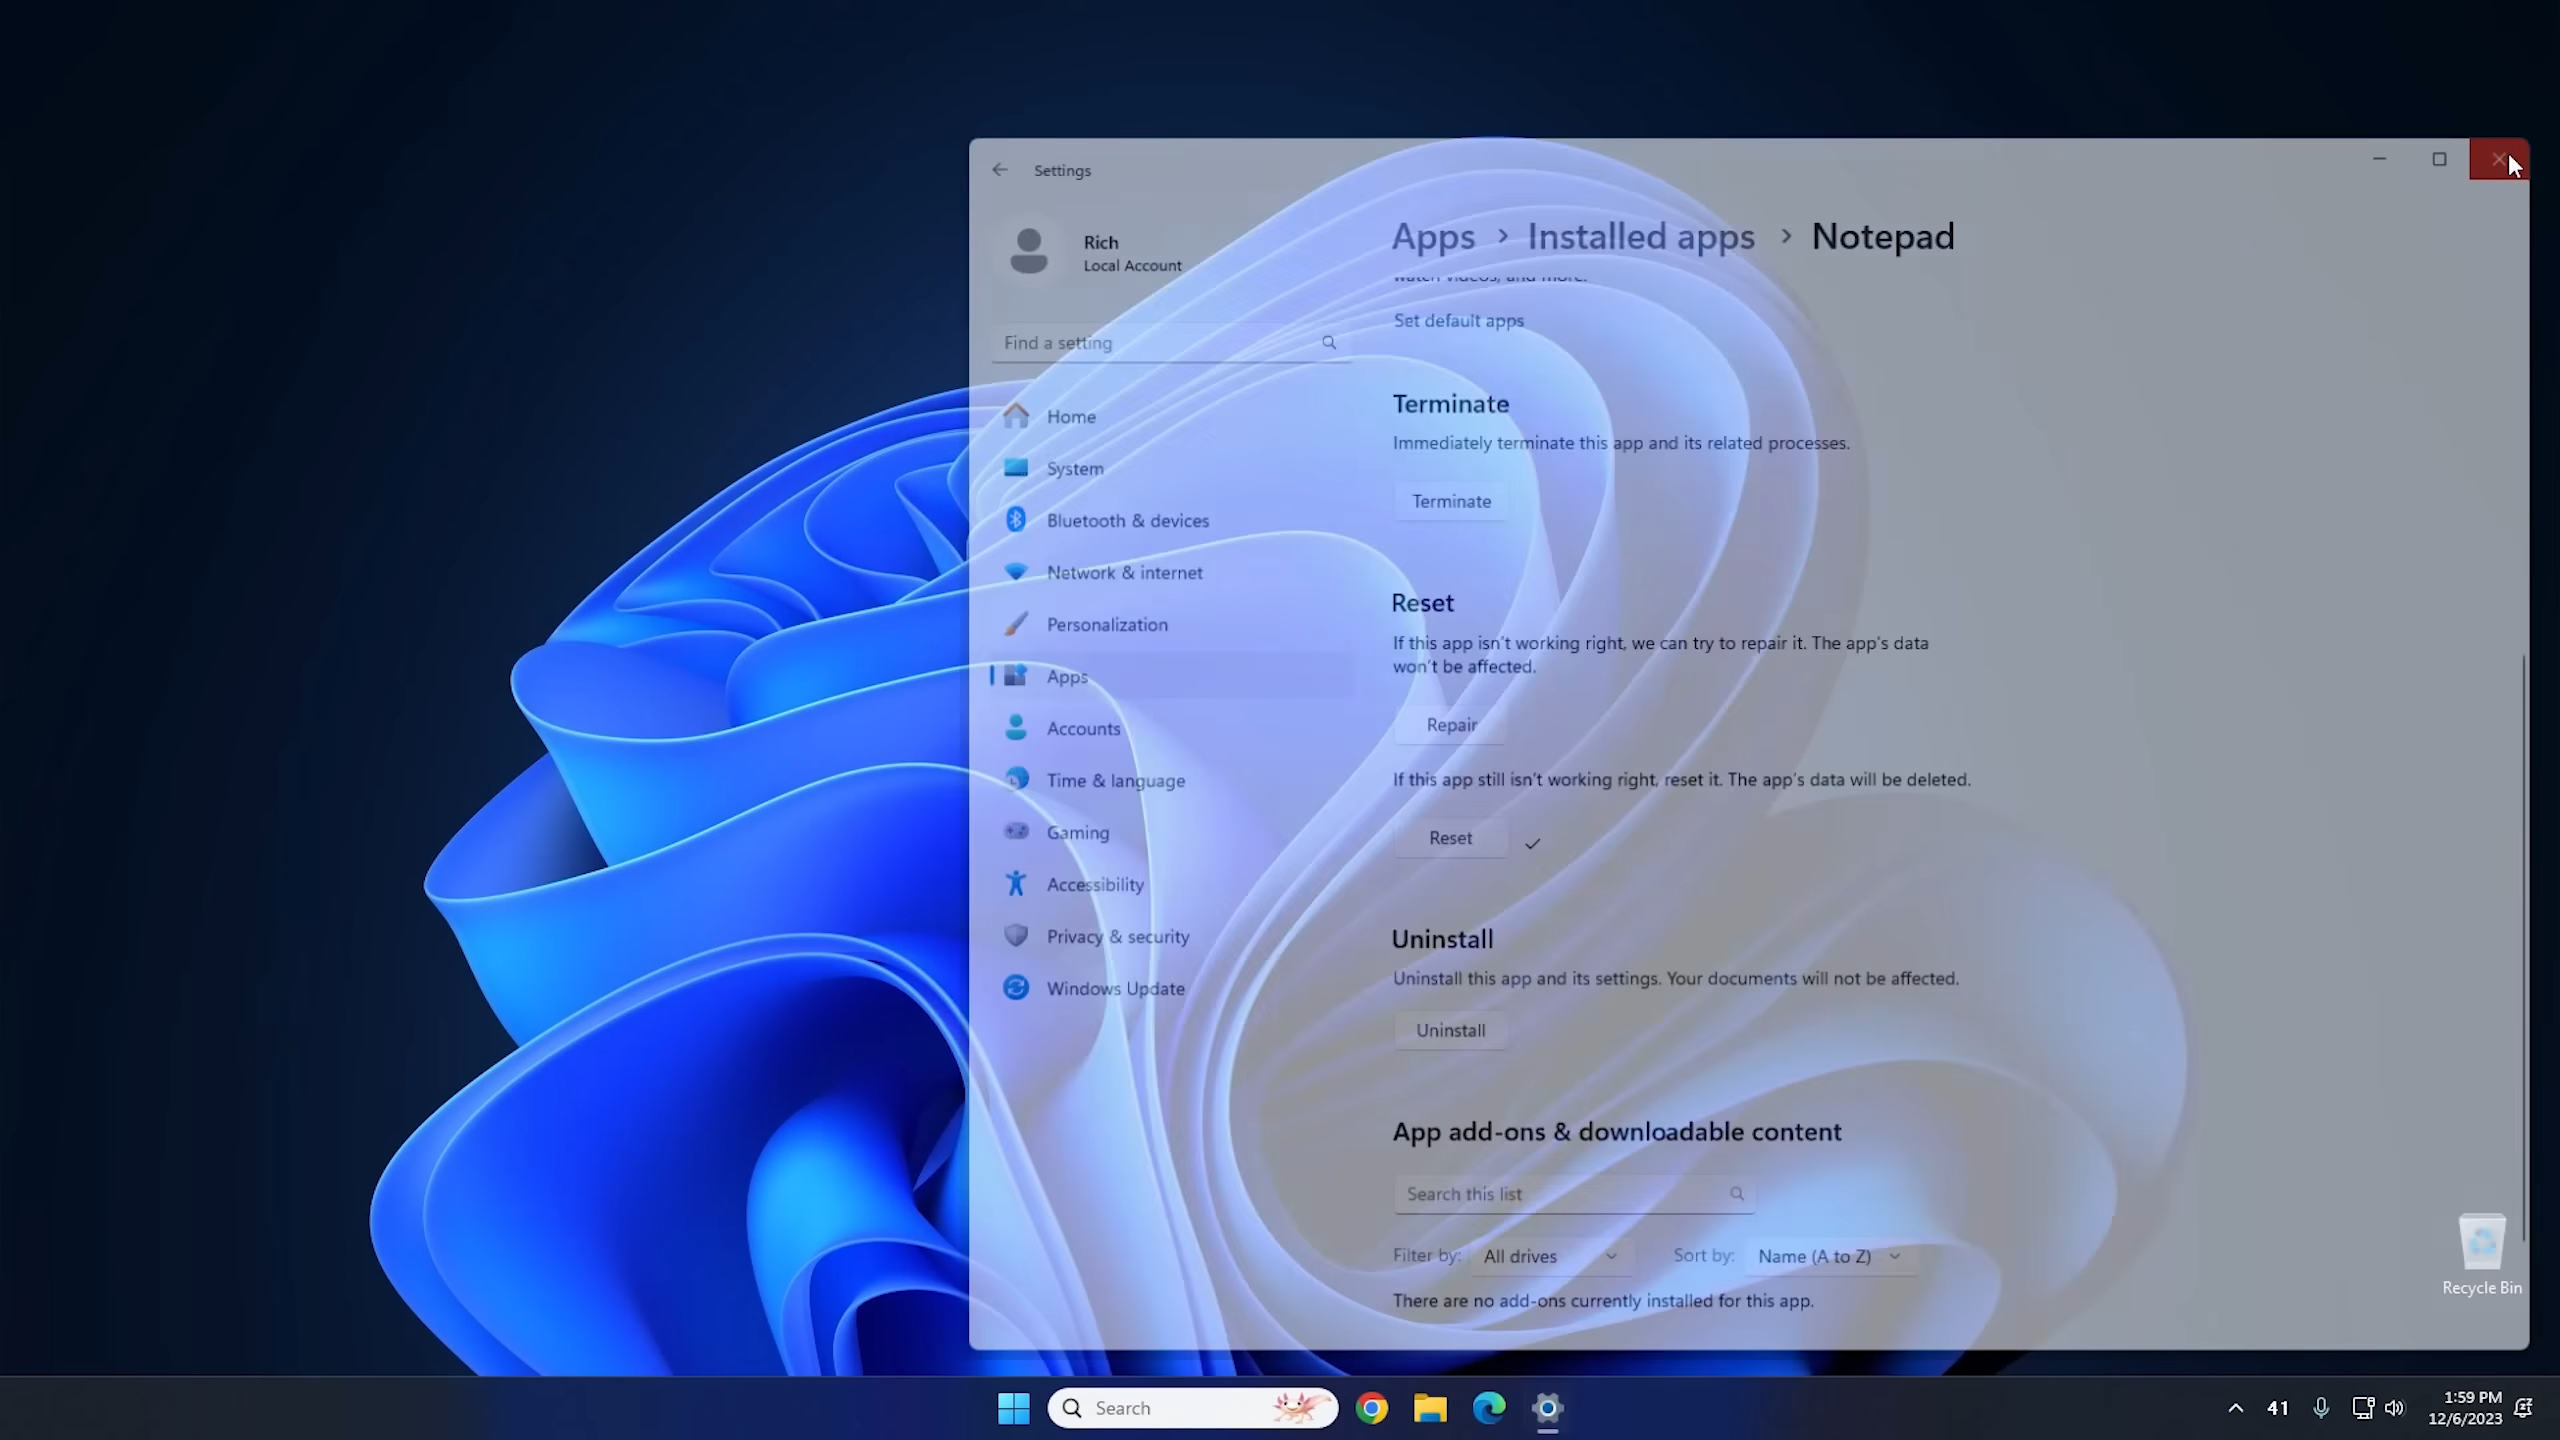 Settings
Rich
Local Account
Find a setting
Home
System
Bluetooth & devices
Network & internet
Personalization
Apps
Accounts
Time & language
Gaming
Accessibility
Privacy & security
Windows Update
Apps > Installed apps > Notepad
watch videos, and more.
Set default apps
Terminate
Immediately terminate this app and its related processes.
Terminate
Reset
If this app isn't working right, we can try to repair it. The app's data
won't be affected.
Repair
If this app still isn't working right, reset it. The app's data will be deleted.
Reset
Uninstall
Uninstall this app and its settings. Your documents will not be affected.
Uninstall
App add-ons & downloadable content
Search this list
Filter by: All drives Sort by: Name (A to Z)
There are no add-ons currently installed for this app.
Recycle Bin
Search
41
1:59 PM
12/6/2023